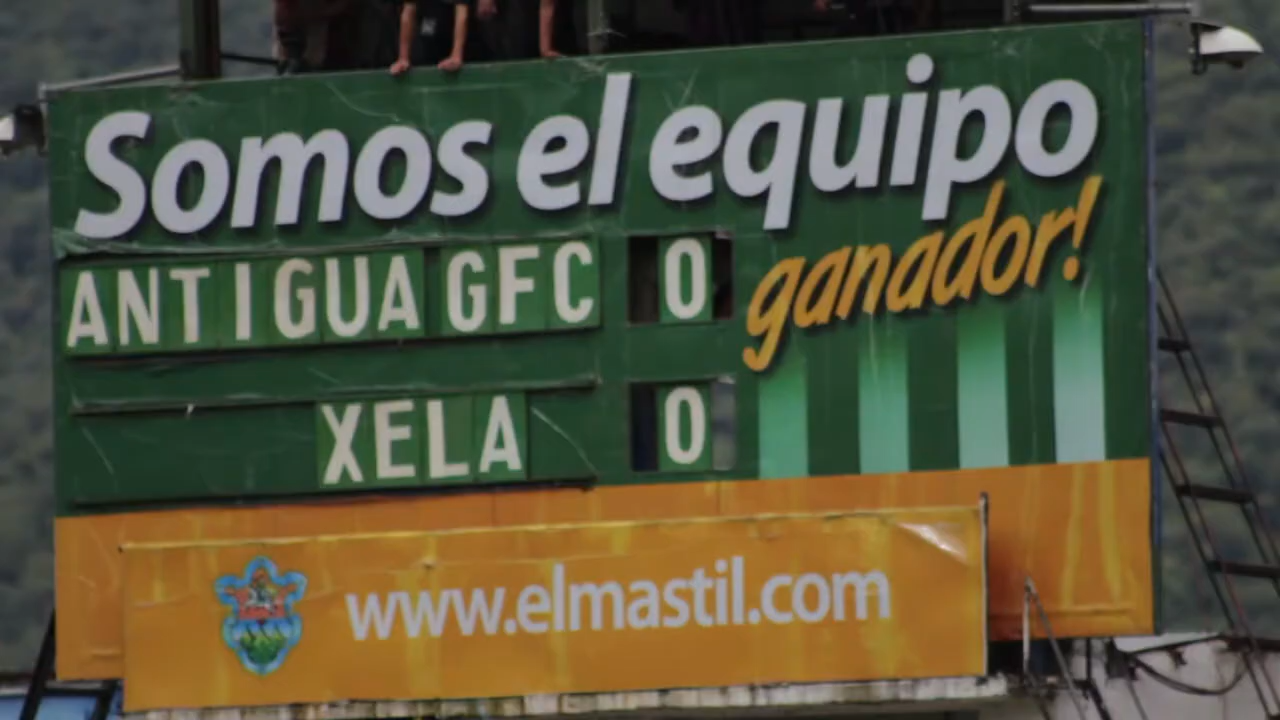 Somos el equipo
ganador!
ANTIGUA GFC 0
XELA 0
www.elmastil.com